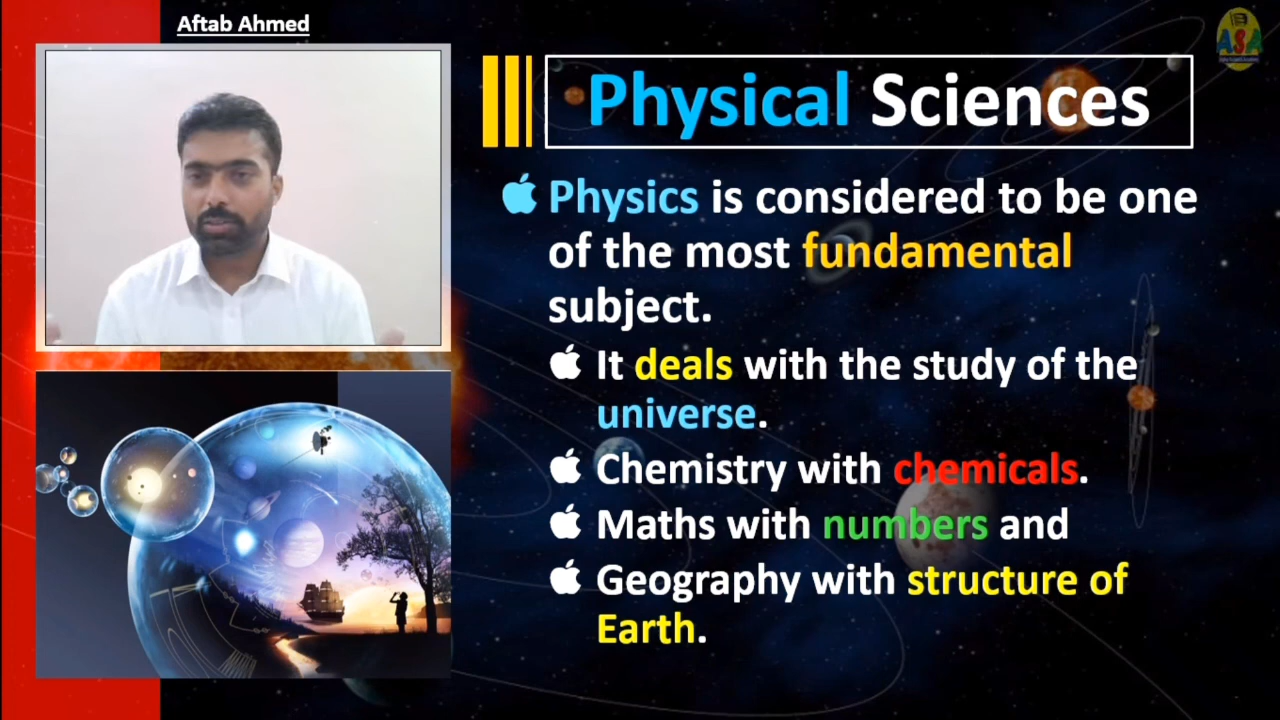 Aftab Ahmed
Physical Sciences
Physics is considered to be one
of the most fundamental
subject.
It deals with the study of the
universe.
Chemistry with chemicals.
Maths with numbers and
Geography with structure of
Earth.
ASA